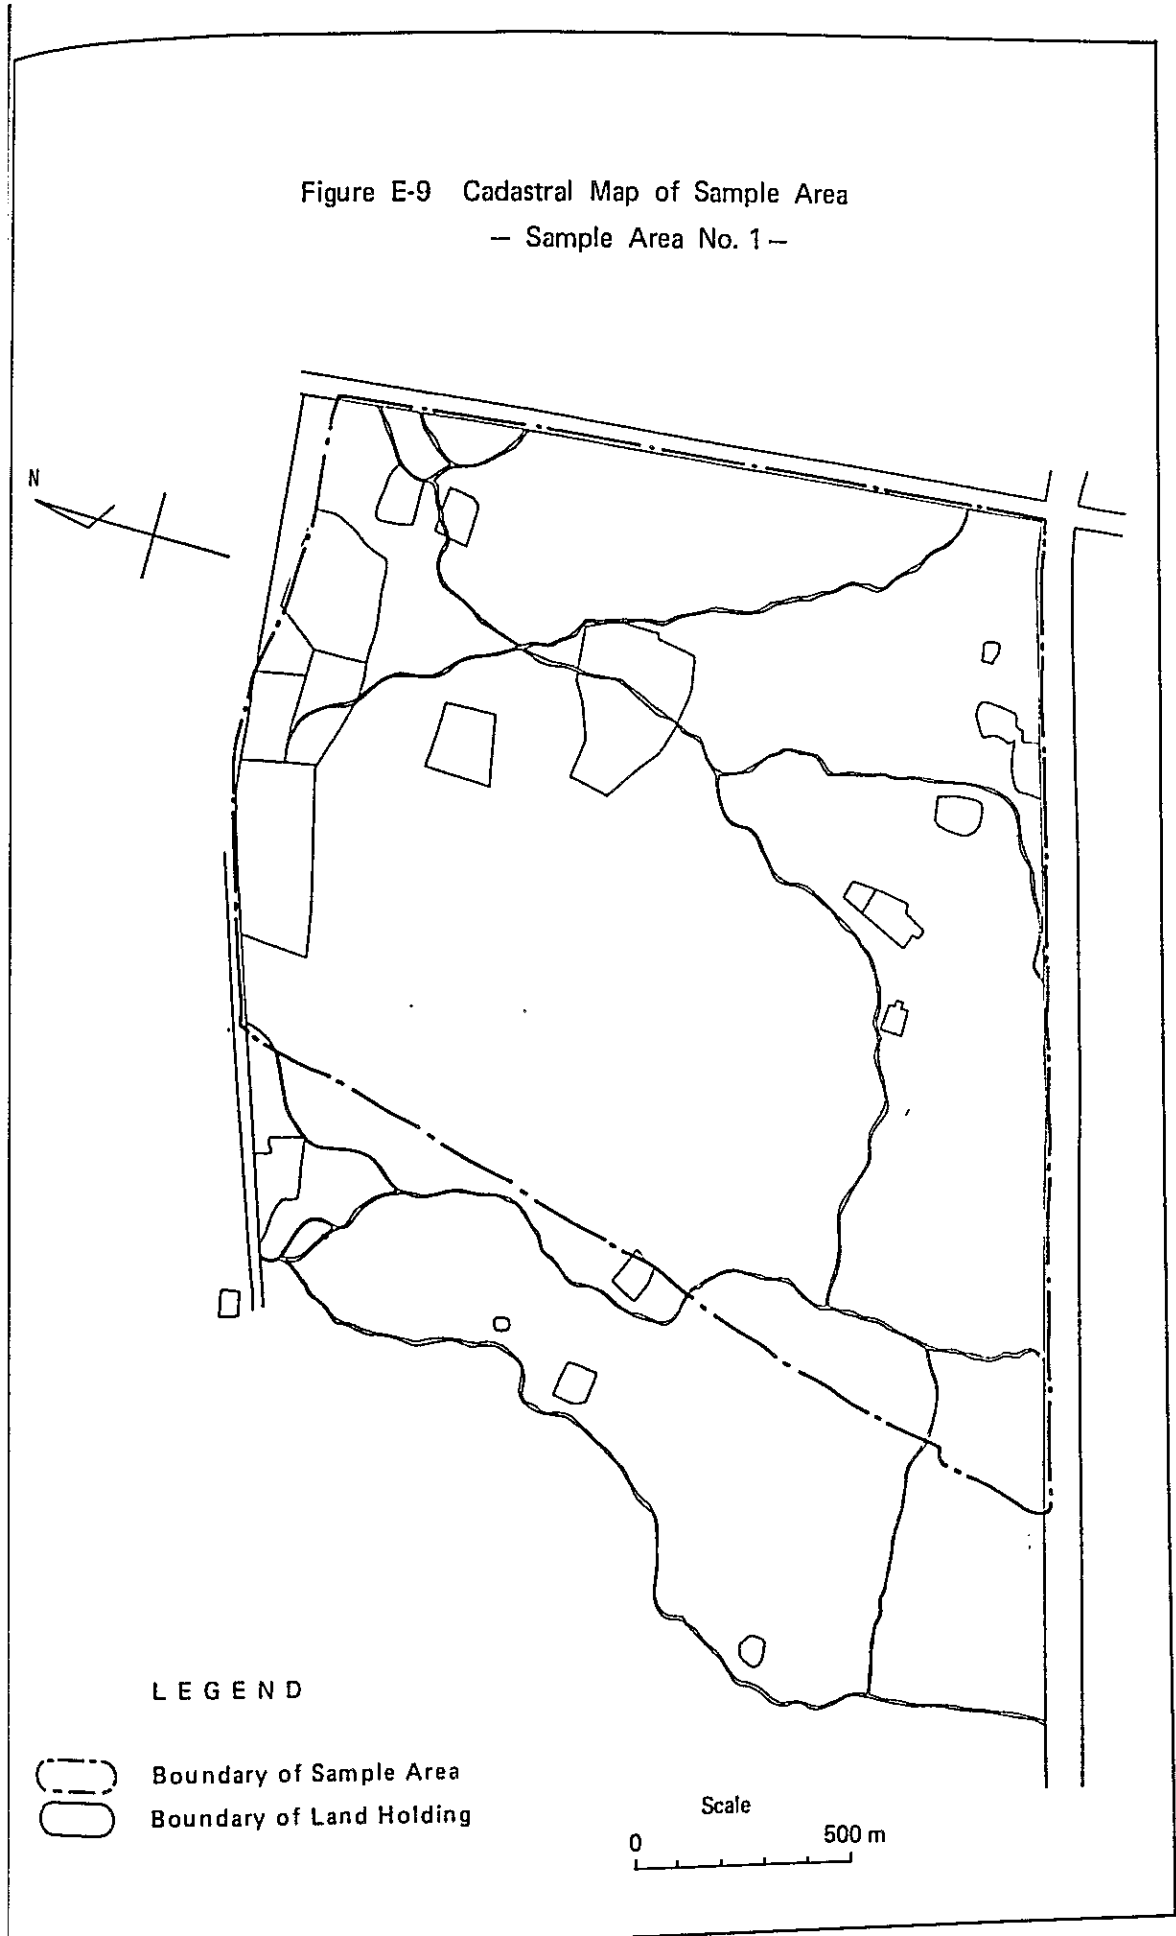 Figure E-9 Cadastral Map of Sample Area
— Sample Area No. 1 —
N
LEGEND
Boundary of Sample Area
Boundary of Land Holding
Scale
0 500 m